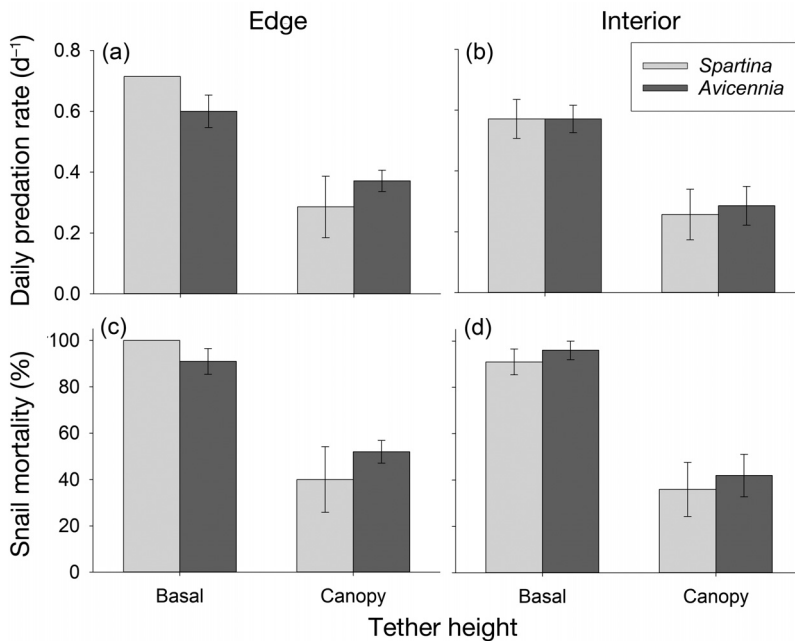 Edge
Interior
Daily predation rate (d⁻¹)
0.8
0.6
0.4
0.2
0.0
(a)
(b)
Spartina
Avicennia
Snail mortality (%)
100
80
60
40
20
0
(c)
(d)
Basal
Canopy
Basal
Canopy
Tether height